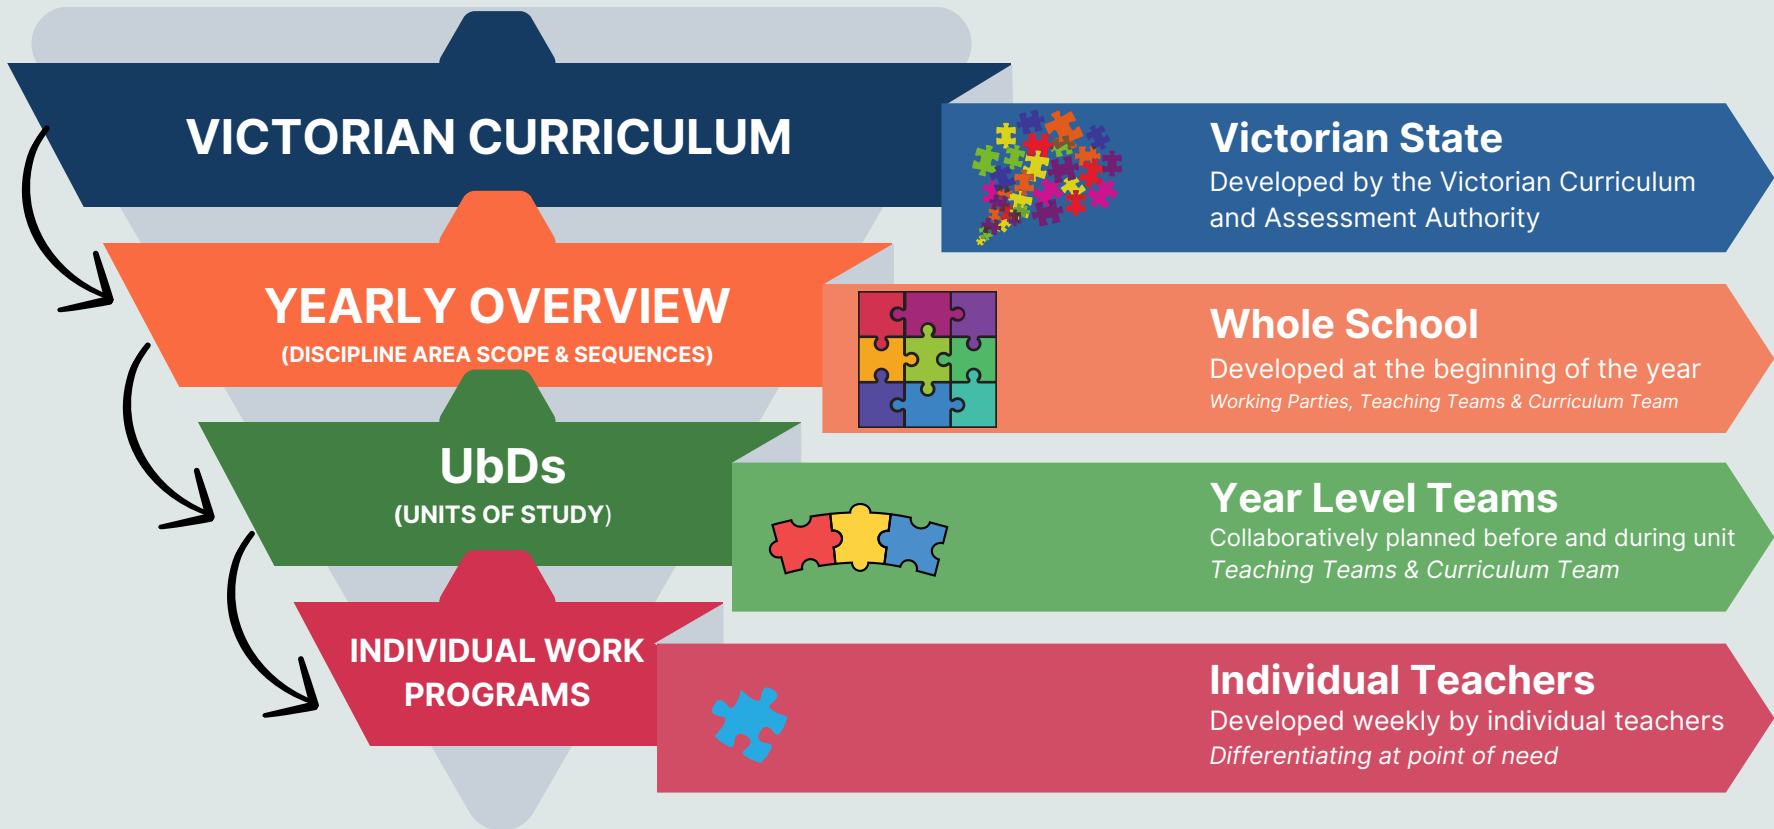 VICTORIAN CURRICULUM
Victorian State
Developed by the Victorian Curriculum
and Assessment Authority
YEARLY OVERVIEW
(DISCIPLINE AREA SCOPE & SEQUENCES)
Whole School
Developed at the beginning of the year
Working Parties, Teaching Teams & Curriculum Team
UbDs
(UNITS OF STUDY)
Year Level Teams
Collaboratively planned before and during unit
Teaching Teams & Curriculum Team
INDIVIDUAL WORK
PROGRAMS
Individual Teachers
Developed weekly by individual teachers
Differentiating at point of need